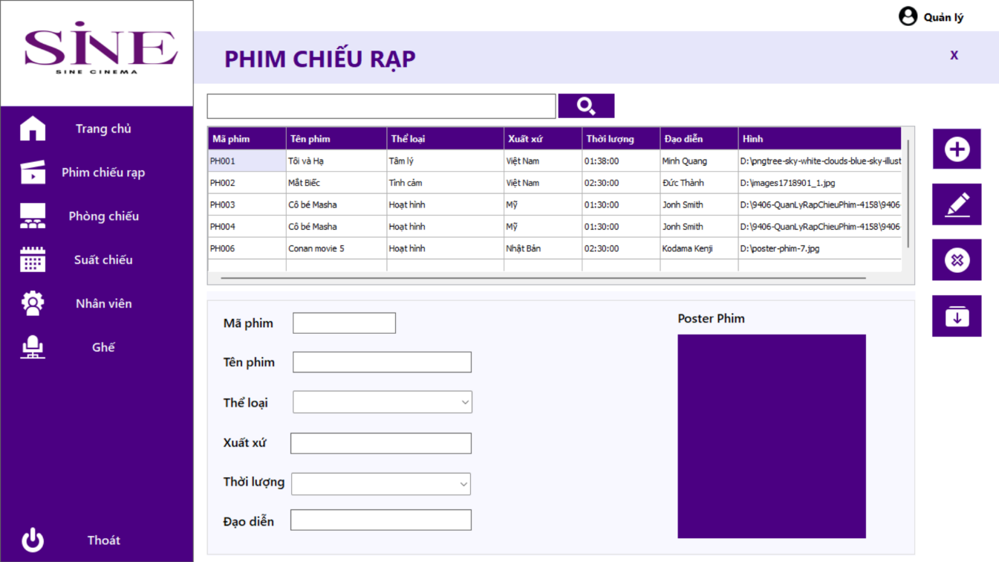 SiNE
SINE CINEMA
Quản lý
PHIM CHIẾU RẠP
X
Trang chủ
Phim chiếu rạp
Phòng chiếu
Suất chiếu
Nhân viên
Ghế
Thoát
Mã phim Tên phim Thể loại Xuất xứ Thời lượng Đạo diễn Hình
PH001 Tôi và Hạ Tâm lý Việt Nam 01:38:00 Minh Quang D:\pngtree-sky-white-clouds-blue-sky-illust
PH002 Mắt Biếc Tình cảm Việt Nam 02:30:00 Đức Thành D:\images1718901_1.jpg
PH003 Cô bé Masha Hoạt hình Mỹ 01:30:00 Jonh Smith D:\9406-QuanLyRapChieuPhim-4158\9406-
PH004 Cô bé Masha Hoạt hình Mỹ 01:30:00 Jonh Smith D:\9406-QuanLyRapChieuPhim-4158\9406-
PH006 Conan movie 5 Hoạt hình Nhật Bản 02:30:00 Kodama Kenji D:\poster-phim-7.jpg
Mã phim
Tên phim
Thể loại
Xuất xứ
Thời lượng
Đạo diễn
Poster Phim